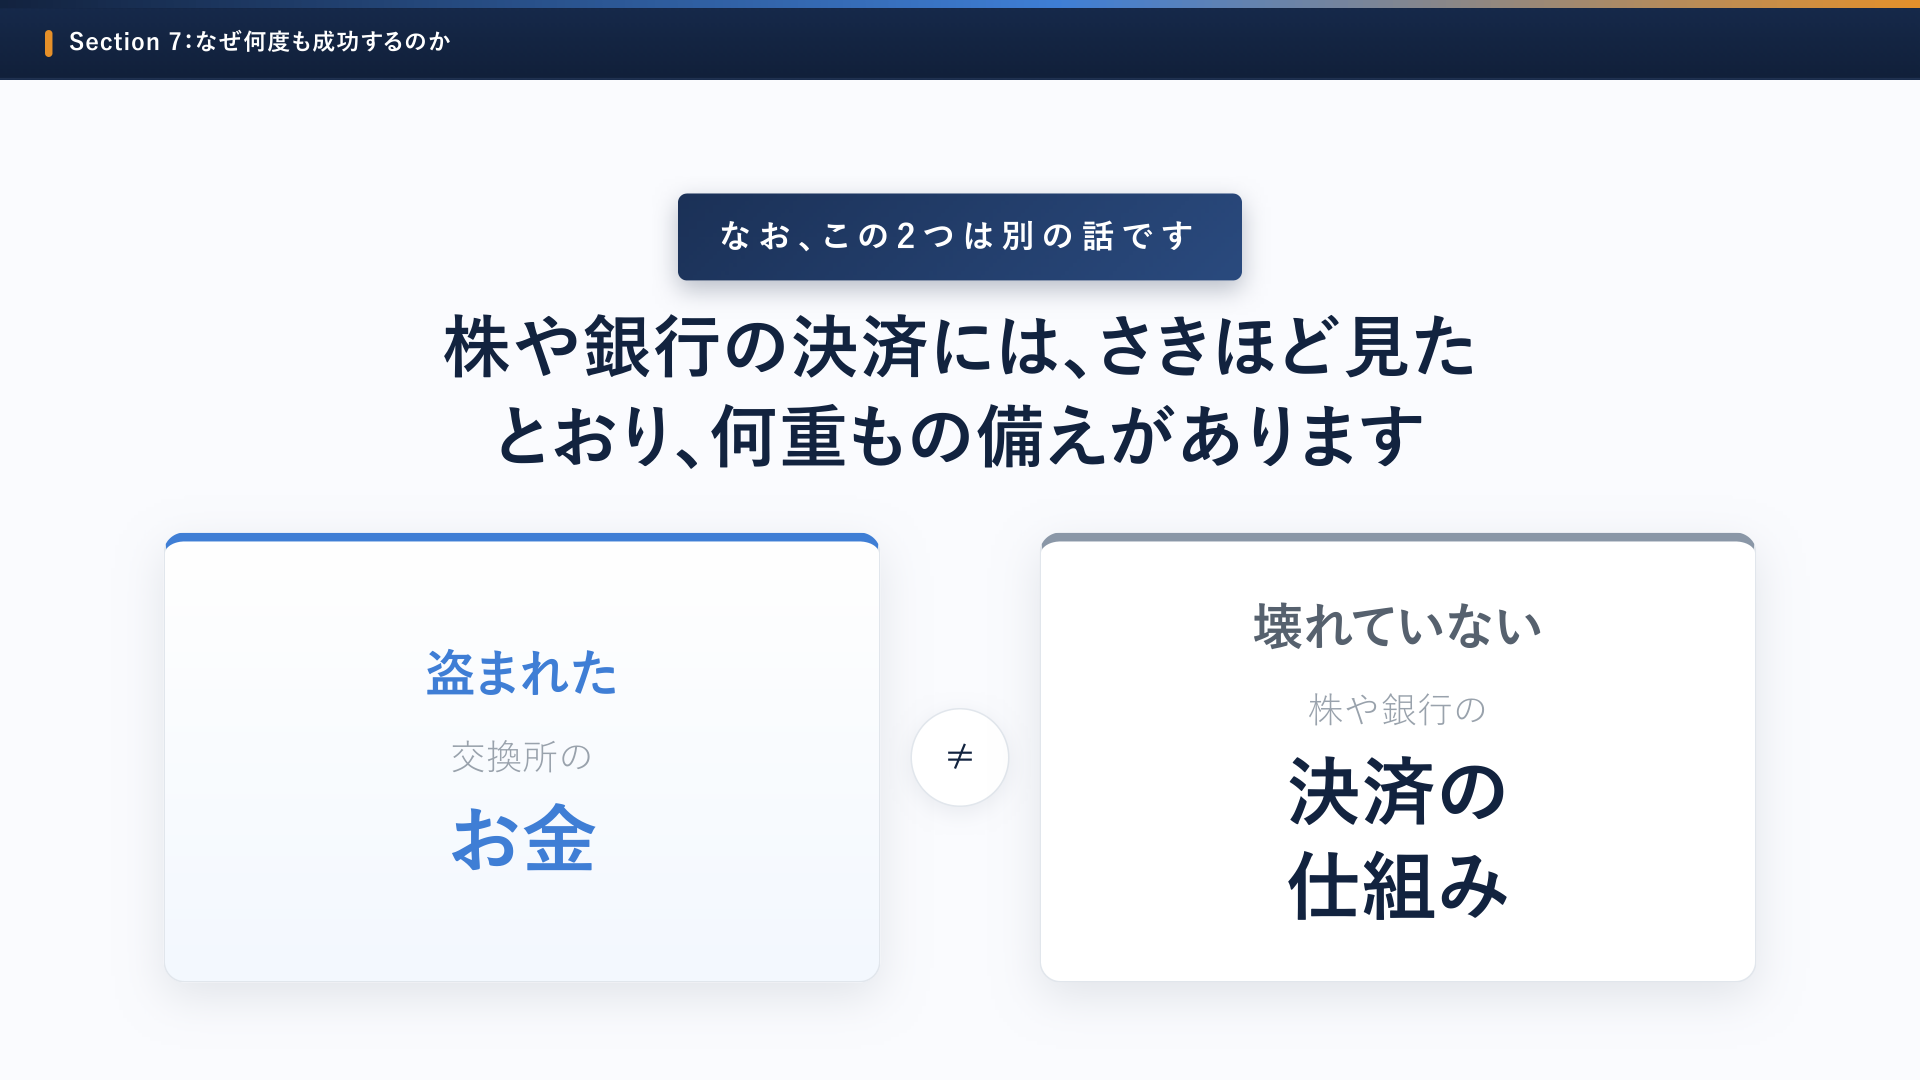 Section 7：なぜ何度も成功するのか
なお、この2つは別の話です
株や銀行の決済には、さきほど見た
とおり、何重もの備えがあります
盗まれた
交換所の
お金
≠
壊れていない
株や銀行の
決済の
仕組み